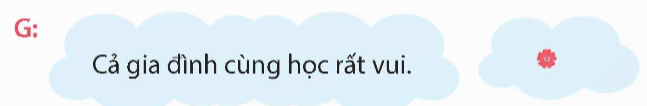 G:
Cả gia đình cùng học rất vui.